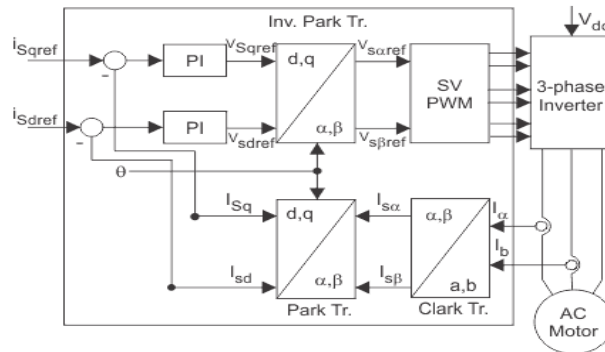 Inv. Park Tr.
V_dc
i_Sqref
PI
v_Sqref
d,q
α,β
v_sαref
SV
PWM
3-phase
Inverter
i_Sdref
PI
v_sdref
v_sβref
-
-
θ
I_Sq
d,q
α,β
I_sα
α,β
a,b
I_α
I_b
I_sd
I_sβ
Park Tr.
Clark Tr.
AC
Motor